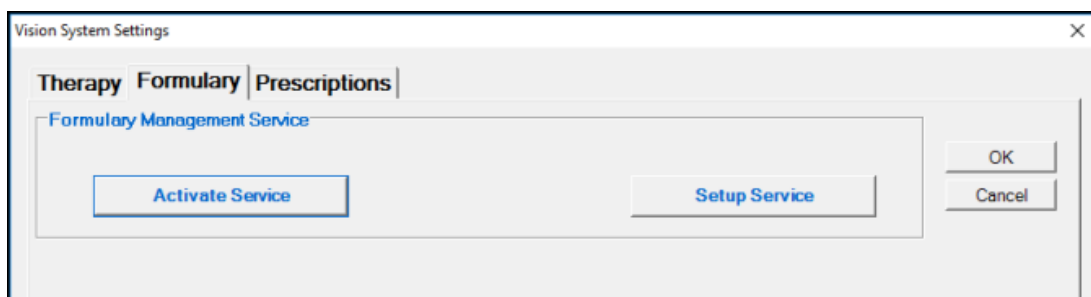 Vision System Settings
Therapy Formulary Prescriptions
Formulary Management Service
OK
Activate Service Setup Service
Cancel